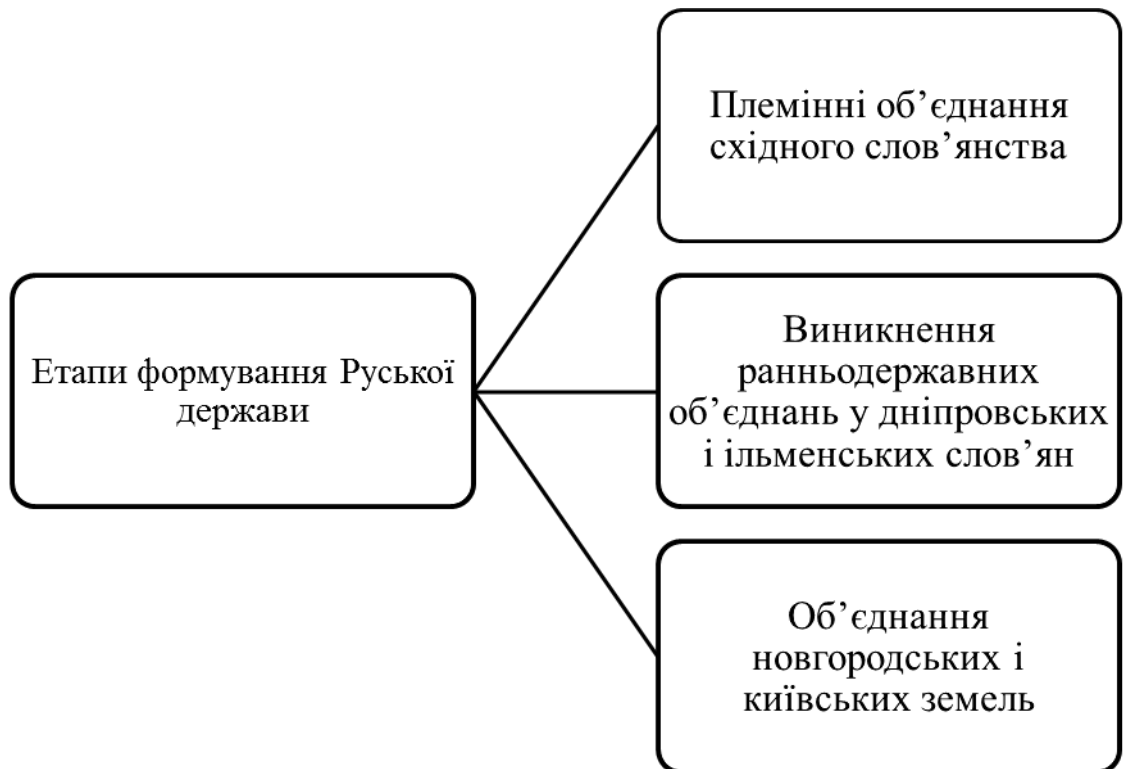 Племінні об’єднання
східного слов’янства
Етапи формування Руської
держави
Виникнення
ранньодержавних
об’єднань у дніпровських
і ільменських слов’ян
Об’єднання
новгородських і
київських земель